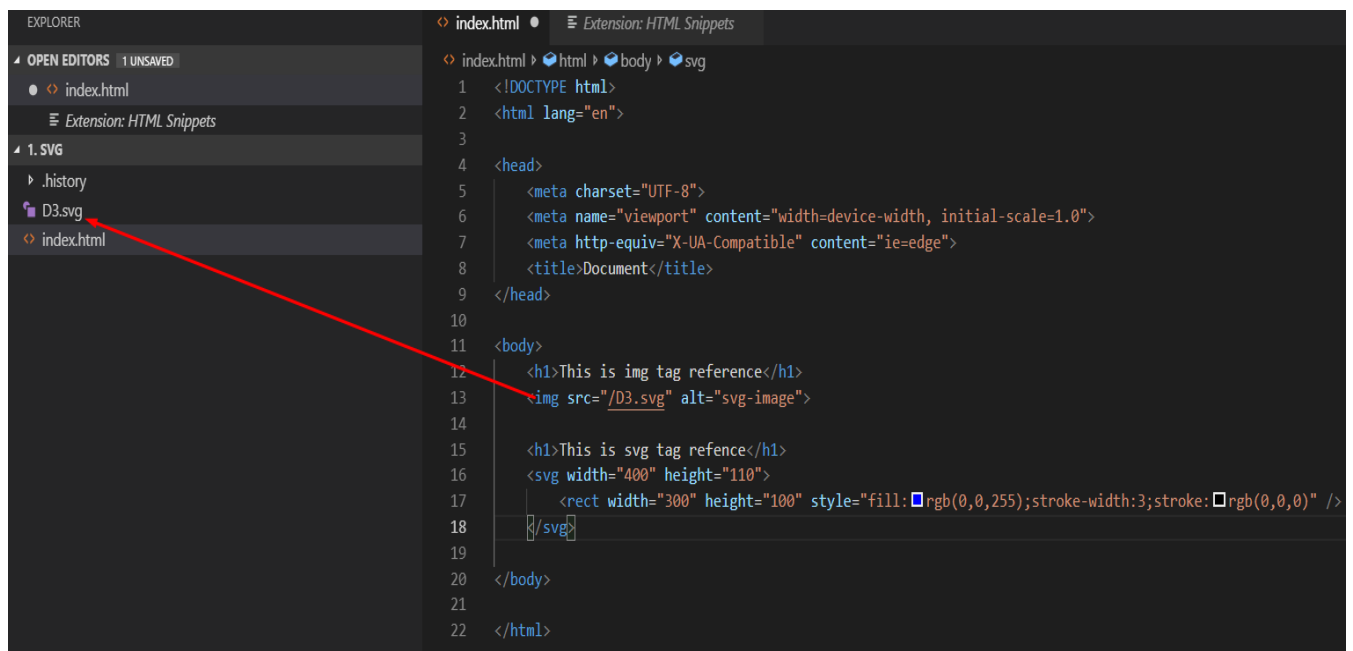 EXPLORER
OPEN EDITORS 1 UNSAVED
index.html
Extension: HTML Snippets
1. SVG
.history
D3.svg
index.html
index.html Extension: HTML Snippets
index.html html body svg
1 <!DOCTYPE html>
2 <html lang="en">
3
4 <head>
5 <meta charset="UTF-8">
6 <meta name="viewport" content="width=device-width, initial-scale=1.0">
7 <meta http-equiv="X-UA-Compatible" content="ie=edge">
8 <title>Document</title>
9 </head>
10
11 <body>
12 <h1>This is img tag reference</h1>
13 <img src="/D3.svg" alt="svg-image">
14
15 <h1>This is svg tag refence</h1>
16 <svg width="400" height="110">
17 <rect width="300" height="100" style="fill:rgb(0,0,255);stroke-width:3;stroke:rgb(0,0,0)" />
18 </svg>
19
20 </body>
21
22 </html>